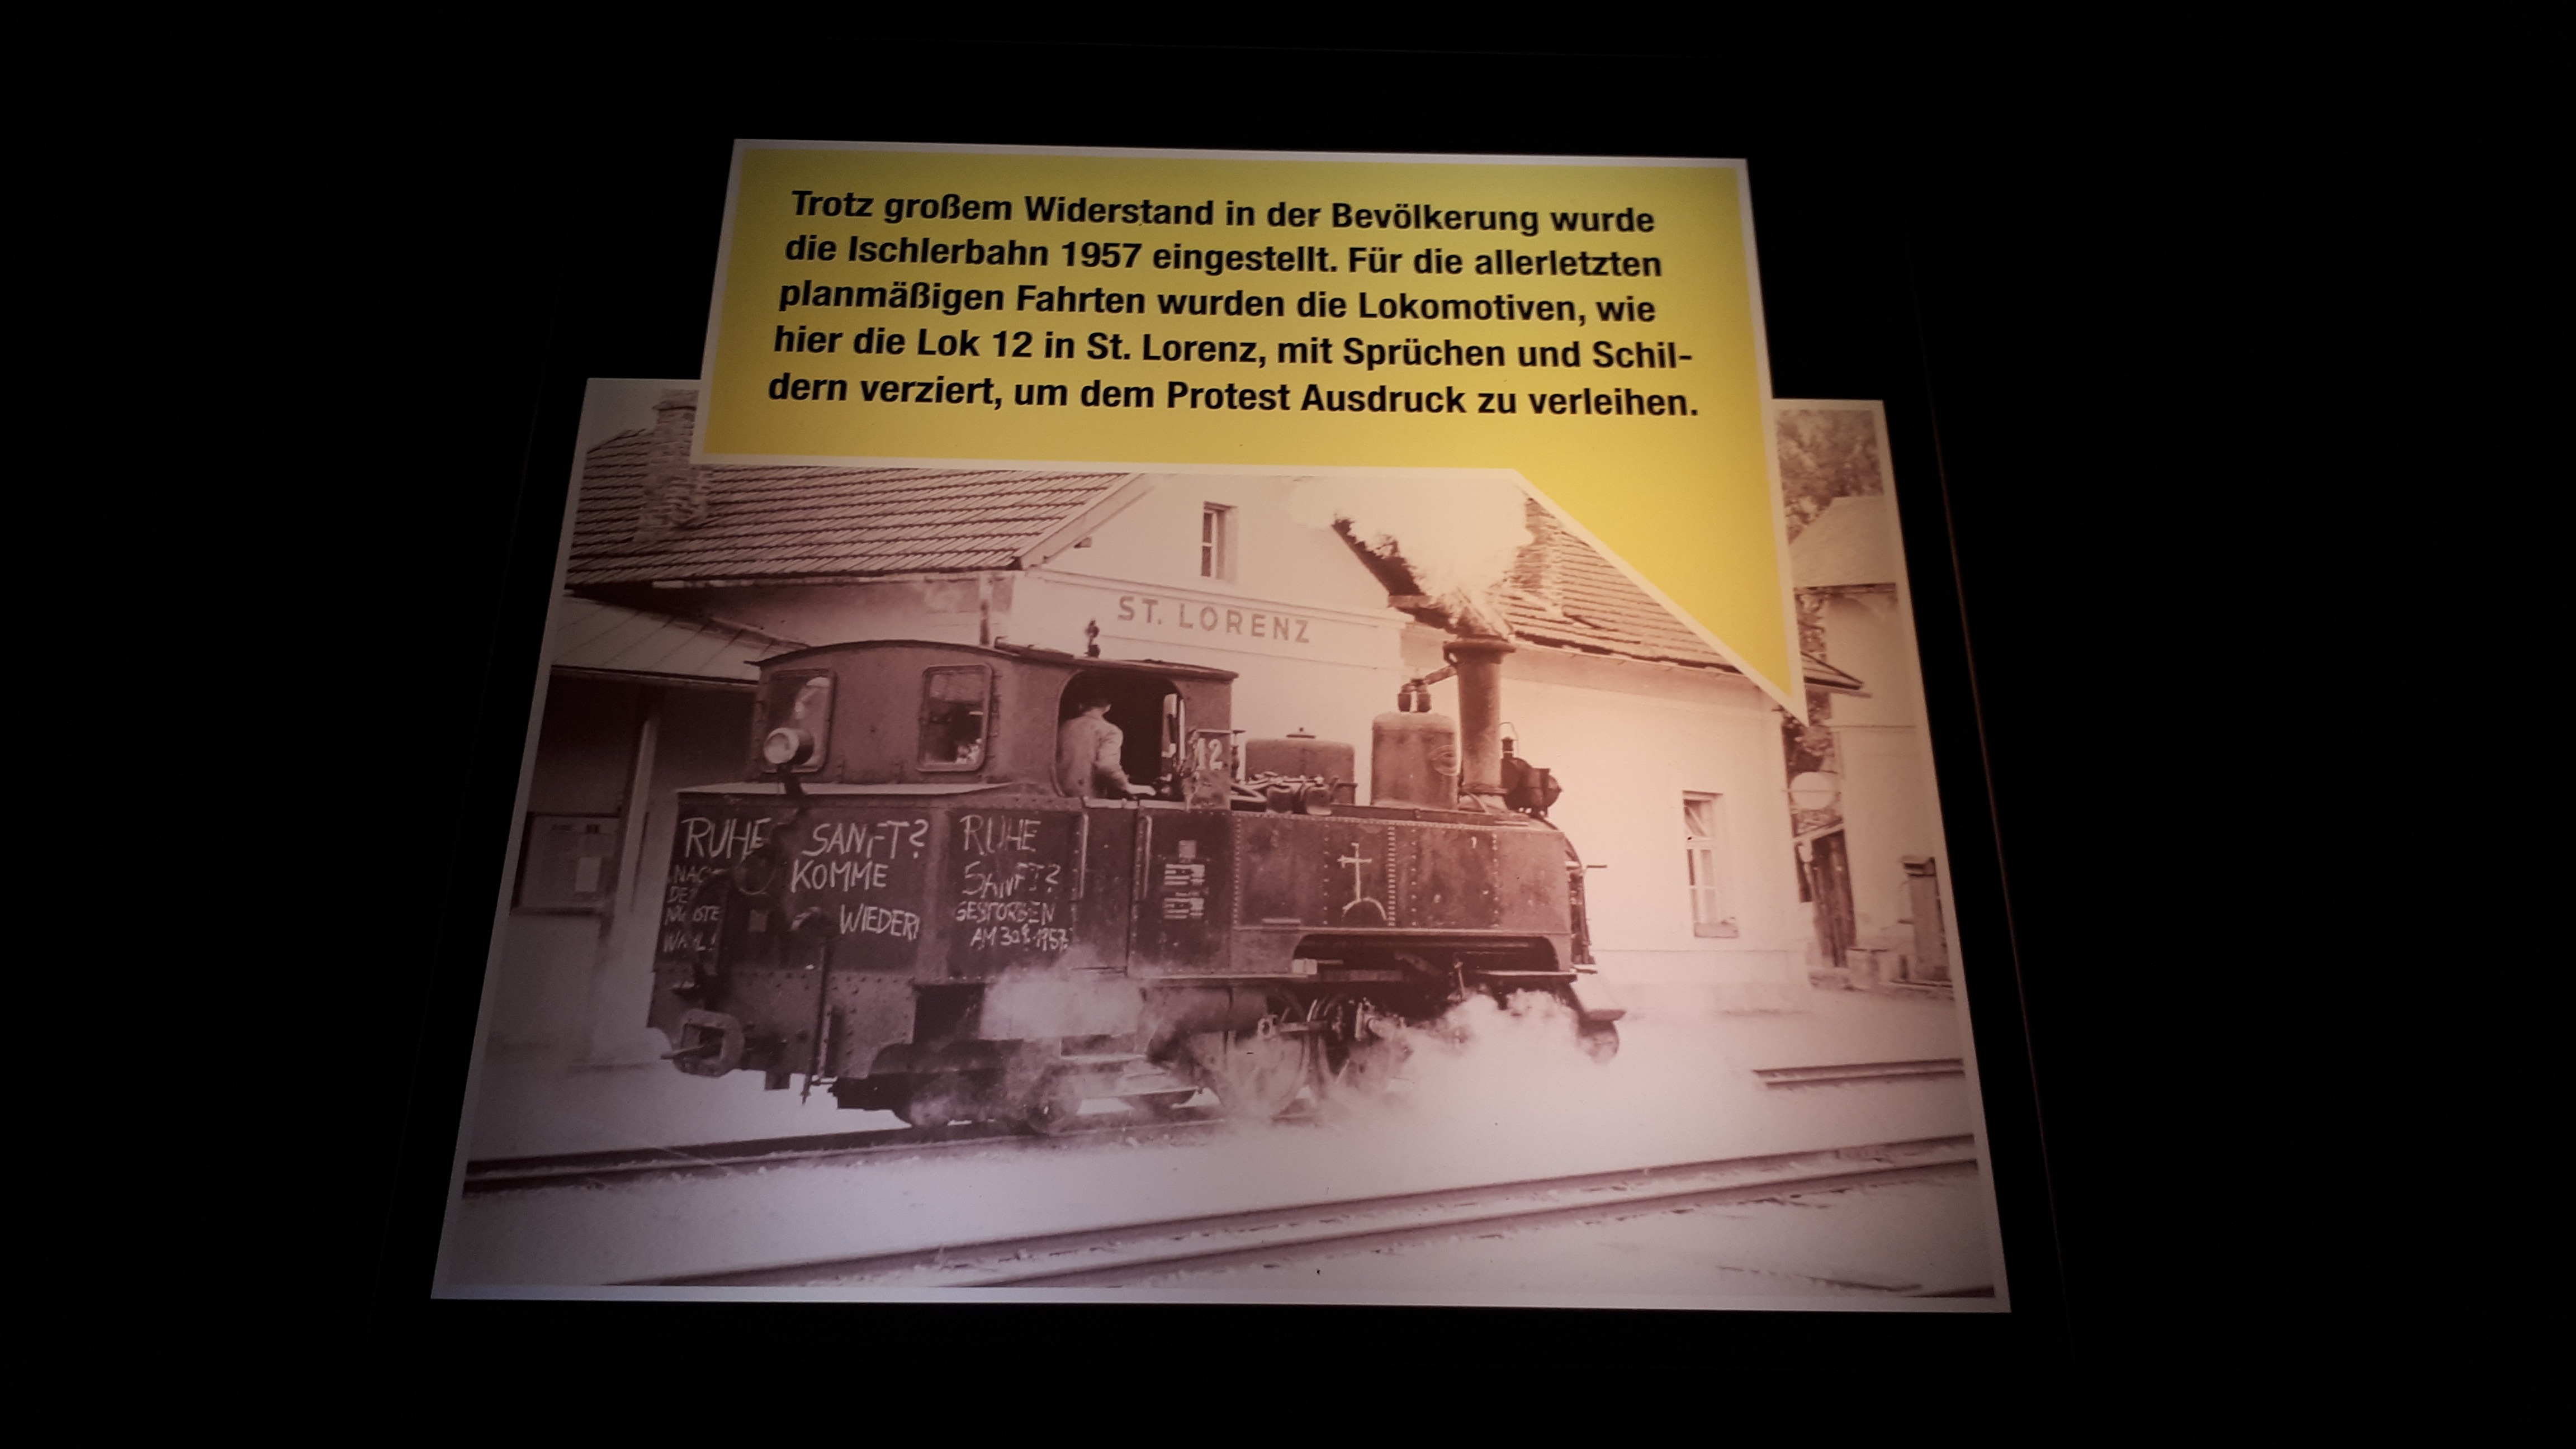 Trotz großem Widerstand in der Bevölkerung wurde
die Ischlerbahn 1957 eingestellt. Für die allerletzten
planmäßigen Fahrten wurden die Lokomotiven, wie
hier die Lok 12 in St. Lorenz, mit Sprüchen und Schil-
dern verziert, um dem Protest Ausdruck zu verleihen.
ST. LORENZ
12
RUHE SANFT?
KOMME
WIEDER!
RUHE
SANFT?
GESTORBEN
AM